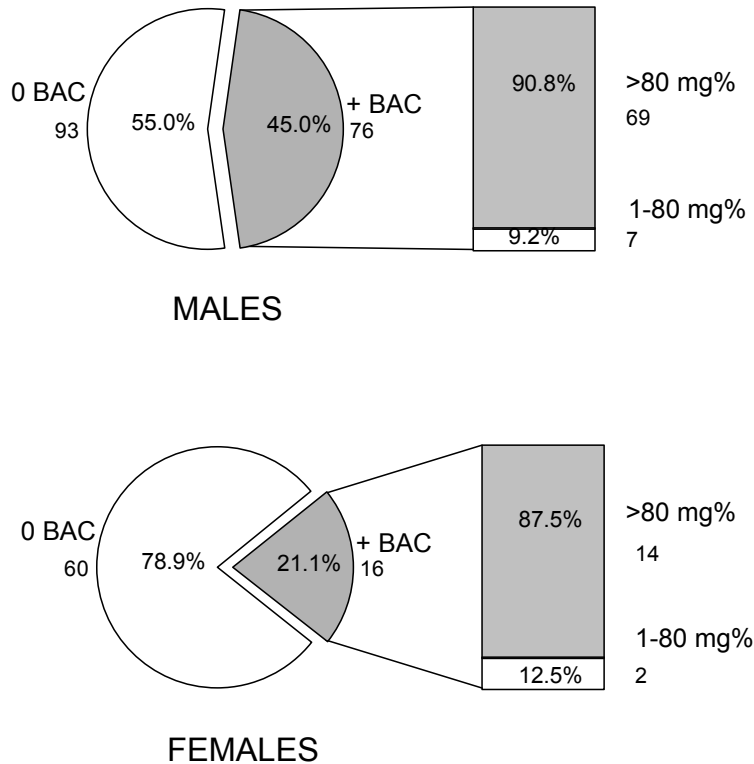 0 BAC
93
55.0%
45.0%
+ BAC
76
90.8%
>80 mg%
69
1-80 mg%
9.2%
7
MALES
0 BAC
60
78.9%
21.1%
+ BAC
16
87.5%
>80 mg%
14
1-80 mg%
12.5%
2
FEMALES